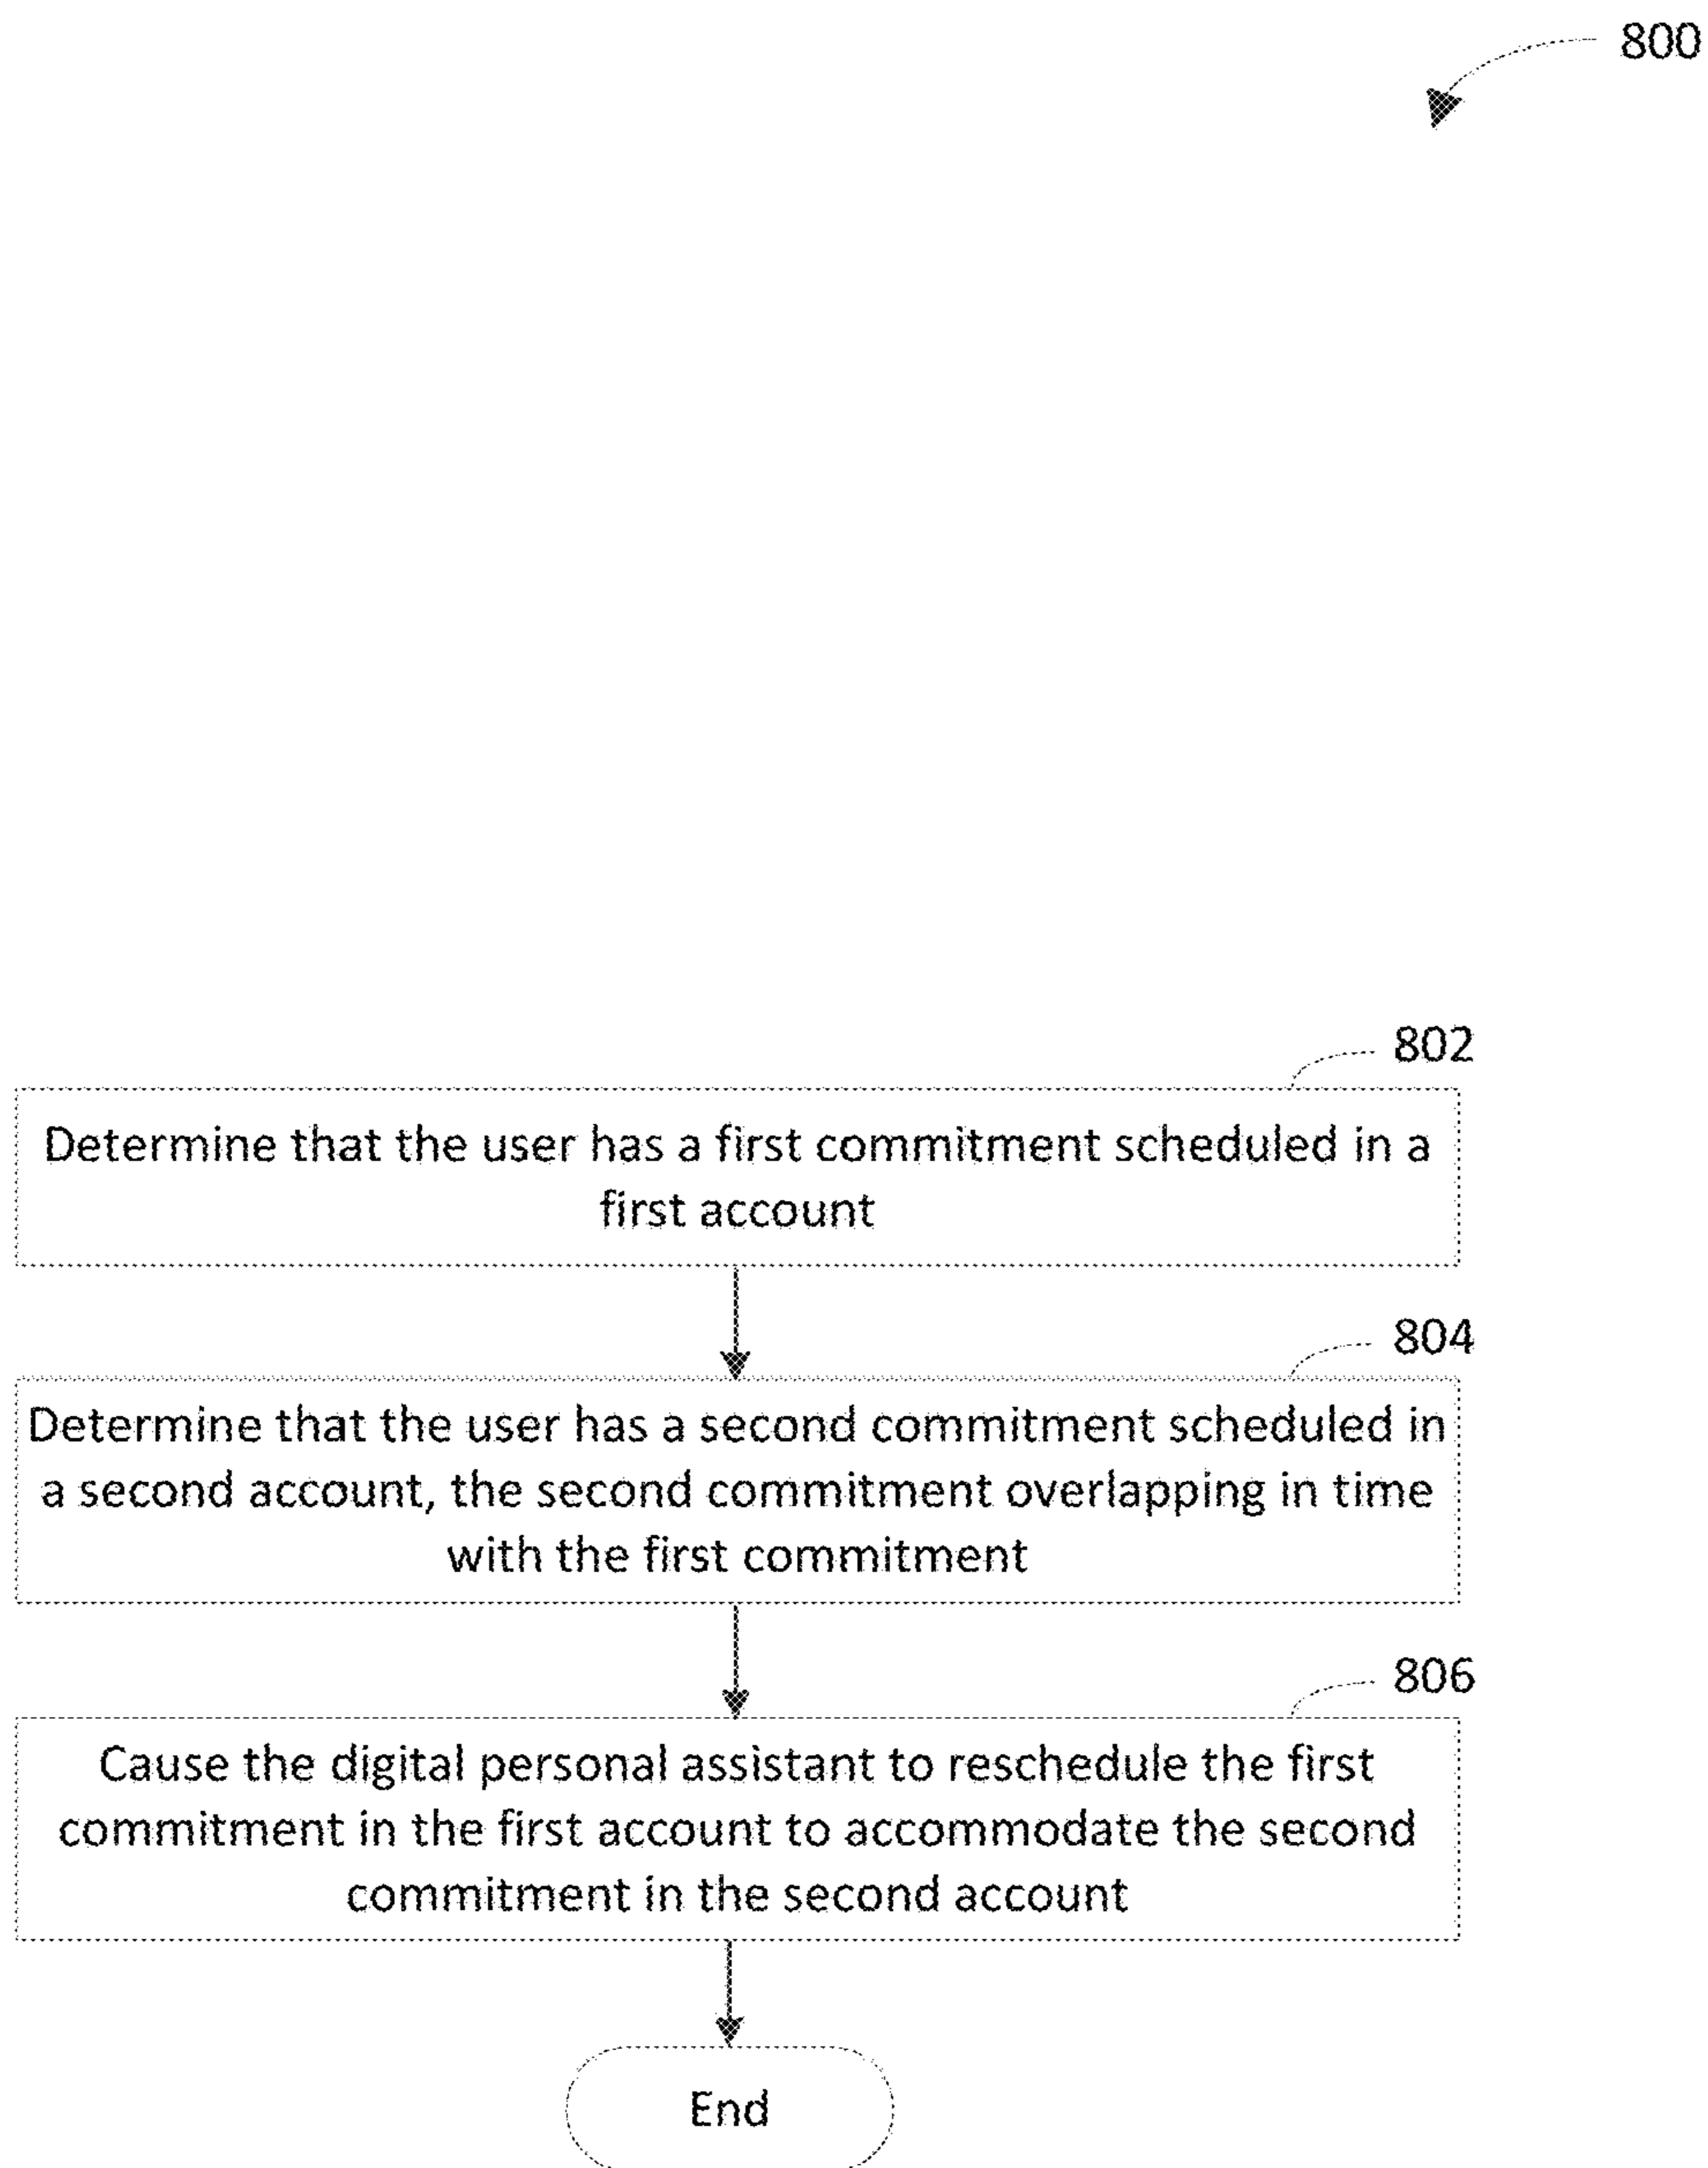 800
802
Determine that the user has a first commitment scheduled in a
first account
804
Determine that the user has a second commitment scheduled in
a second account, the second commitment overlapping in time
with the first commitment
806
Cause the digital personal assistant to reschedule the first
commitment in the first account to accommodate the second
commitment in the second account
End